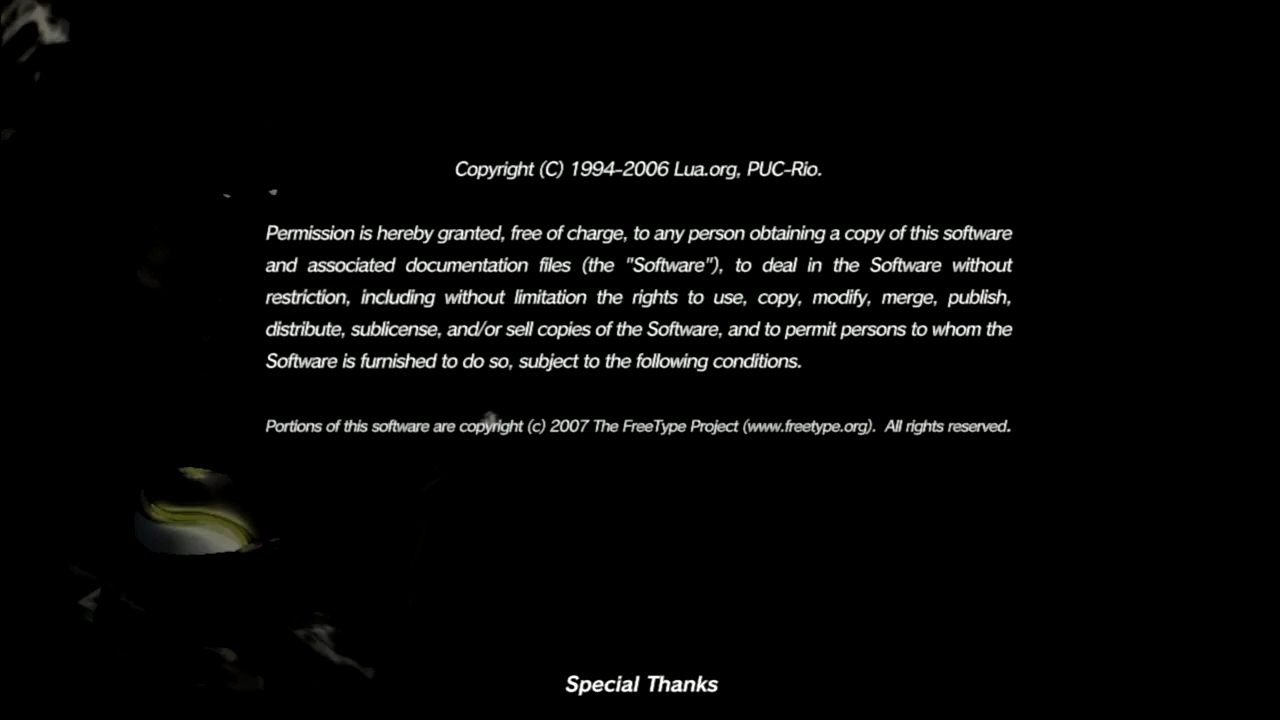 Copyright (C) 1994-2006 Lua.org, PUC-Rio.
Permission is hereby granted, free of charge, to any person obtaining a copy of this software
and associated documentation files (the "Software"), to deal in the Software without
restriction, including without limitation the rights to use, copy, modify, merge, publish,
distribute, sublicense, and/or sell copies of the Software, and to permit persons to whom the
Software is furnished to do so, subject to the following conditions.
Portions of this software are copyright (c) 2007 The FreeType Project (www.freetype.org).  All rights reserved.
Special Thanks